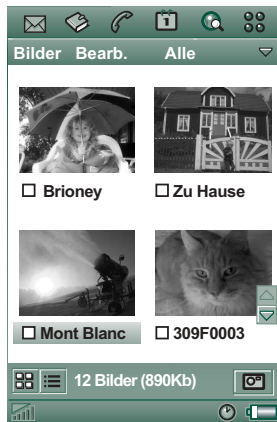 Bilder Bearb. Alle
Brioney Zu Hause
Mont Blanc 309F0003
12 Bilder (890Kb)